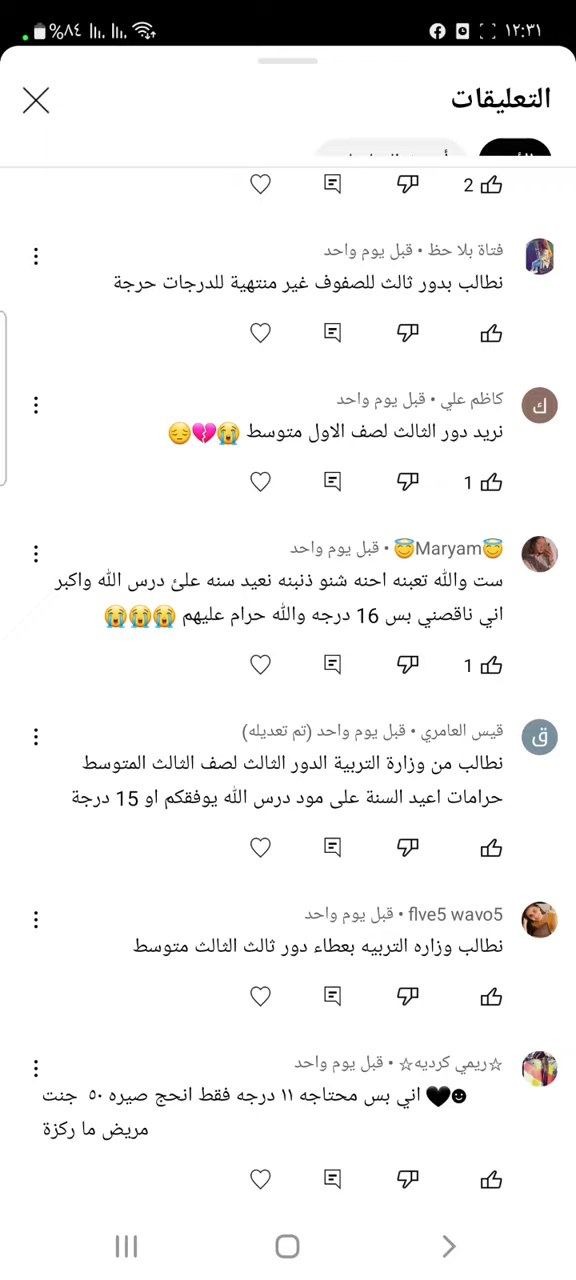 ١٢:٣١ %٨٤
التعليقات
2
فتاة بلا حظ • قبل يوم واحد
نطالب بدور ثالث للصفوف غير منتهية للدرجات حرجة
ك
كاظم علي • قبل يوم واحد
نريد دور الثالث لصف الاول متوسط 😭💔😔
1
😇Maryam😇 • قبل يوم واحد
ست والله تعبنه احنه شنو ذنبنه نعيد سنه علئ درس الله واكبر
اني ناقصني بس 16 درجه والله حرام عليهم 😭😭😭
1
ق
قيس العامري • قبل يوم واحد (تم تعديله)
نطالب من وزارة التربية الدور الثالث لصف الثالث المتوسط
حرامات اعيد السنة على مود درس الله يوفقكم او 15 درجة
flve5 wavo5 • قبل يوم واحد
نطالب وزاره التربيه بعطاء دور ثالث الثالث متوسط
☆ريمي كرديه☆ • قبل يوم واحد
☻🖤 اني بس محتاجه ١١ درجه فقط انحج صيره ٥٠ جنت
مريض ما ركزة